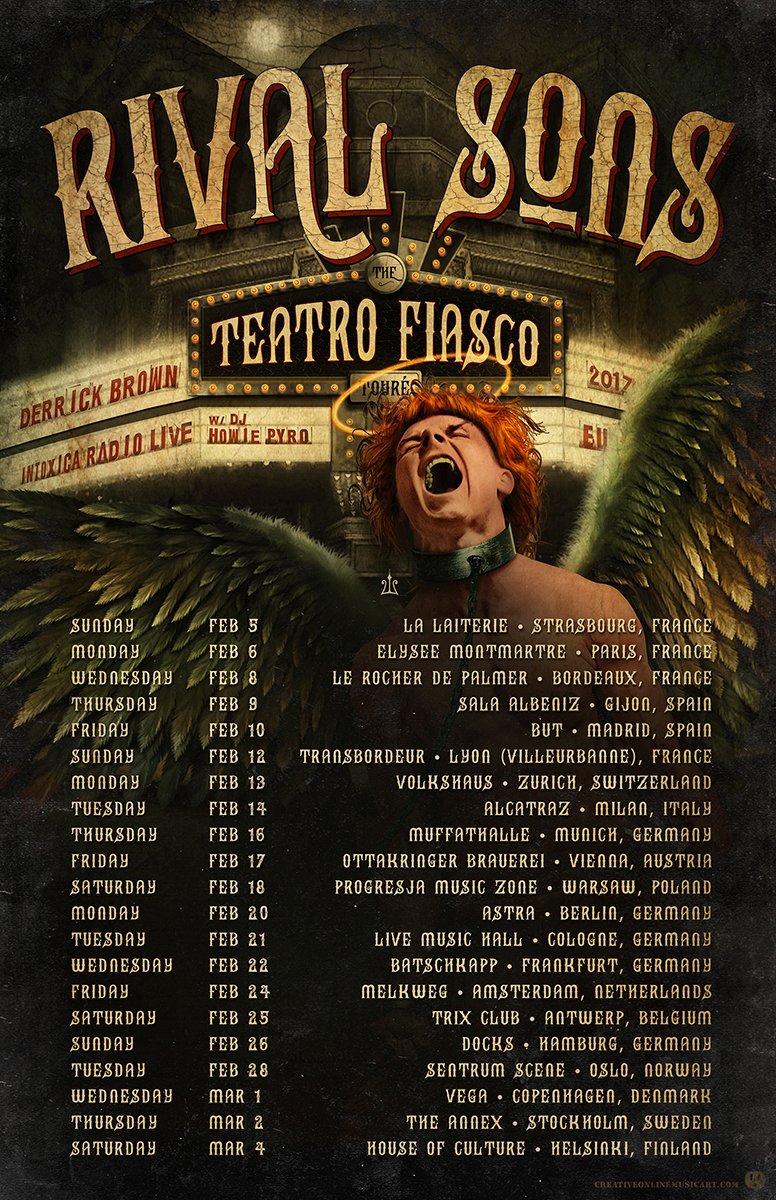 RIVAL SONS
THE
TEATRO FIASCO
TOURÉ
DERRICK BROWN
2017
INTOXICA RADIO LIVE
W/ DJ
HOWIE PYRO
EU
SUNDAY FEB 5 LA LAITERIE • STRASBOURG, FRANCE
MONDAY FEB 6 ELYSEE MONTMARTRE • PARIS, FRANCE
WEDNESDAY FEB 8 LE ROCHER DE PALMER • BORDEAUX, FRANCE
THURSDAY FEB 9 SALA ALBENIZ • GIJON, SPAIN
FRIDAY FEB 10 BUT • MADRID, SPAIN
SUNDAY FEB 12 TRANSBORDEUR • LYON (VILLEURBANNE), FRANCE
MONDAY FEB 13 VOLKSHAUS • ZURICH, SWITZERLAND
TUESDAY FEB 14 ALCATRAZ • MILAN, ITALY
THURSDAY FEB 16 MUFFATHALLE • MUNICH, GERMANY
FRIDAY FEB 17 OTTAKRINGER BRAUEREI • VIENNA, AUSTRIA
SATURDAY FEB 18 PROGRESJA MUSIC ZONE • WARSAW, POLAND
MONDAY FEB 20 ASTRA • BERLIN, GERMANY
TUESDAY FEB 21 LIVE MUSIC HALL • COLOGNE, GERMANY
WEDNESDAY FEB 22 BATSCHKAPP • FRANKFURT, GERMANY
FRIDAY FEB 24 MELKWEG • AMSTERDAM, NETHERLANDS
SATURDAY FEB 25 TRIX CLUB • ANTWERP, BELGIUM
SUNDAY FEB 26 DOCKS • HAMBURG, GERMANY
TUESDAY FEB 28 SENTRUM SCENE • OSLO, NORWAY
WEDNESDAY MAR 1 VEGA • COPENHAGEN, DENMARK
THURSDAY MAR 2 THE ANNEX • STOCKHOLM, SWEDEN
SATURDAY MAR 4 HOUSE OF CULTURE • HELSINKI, FINLAND
CREATIVEONLINEMUSICART.COM